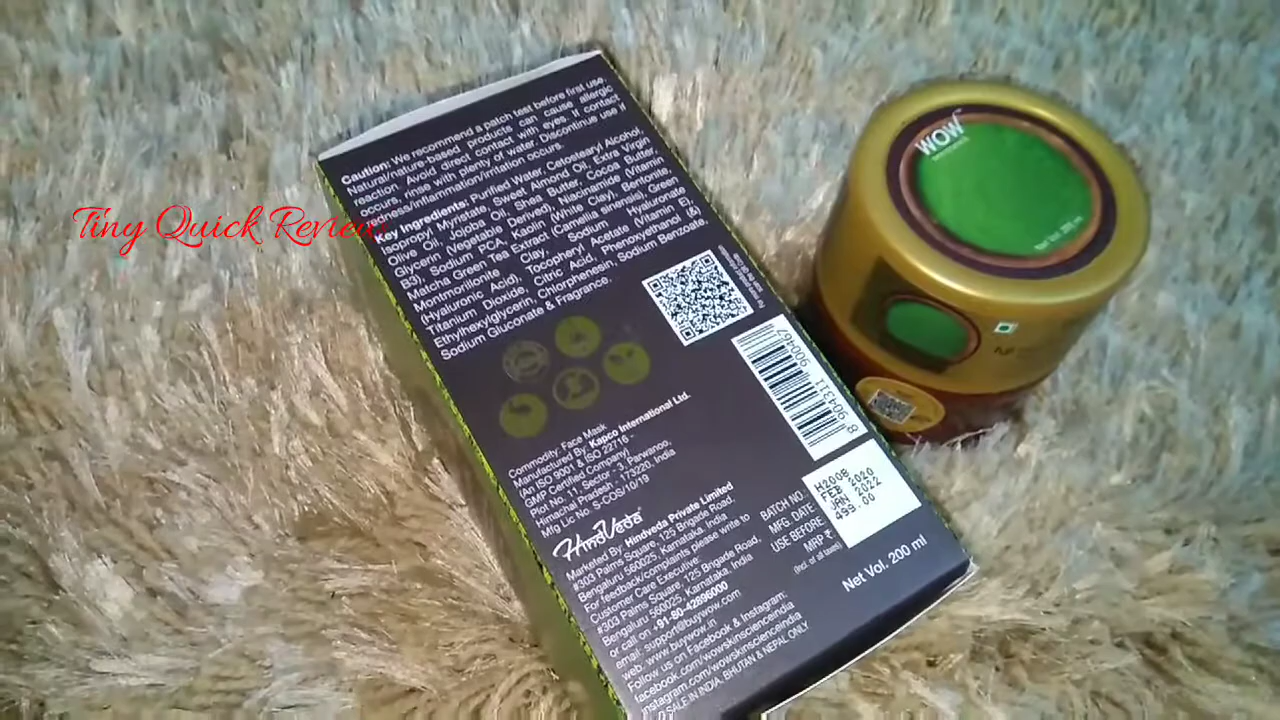 Tiny Quick Review
Caution: We recommend a patch test before first use.
Natural/nature-based products can cause allergic
reaction. Avoid direct contact with eyes. If contact
occurs, rinse with plenty of water. Discontinue use if
redness/inflammation/irritation occurs.
Key Ingredients: Purified Water, Cetostearyl Alcohol,
Isopropyl Myristate, Sweet Almond Oil, Extra Virgin
Olive Oil, Jojoba Oil, Shea Butter, Cocoa Butter,
Glycerin (Vegetable Derived), Niacinamide (Vitamin
B3), Sodium PCA, Kaolin (White Clay), Bentonite,
Matcha Green Tea Extract (Camellia sinensis), Green
Montmorillonite Clay, Sodium Hyaluronate
(Hyaluronic Acid), Tocopheryl Acetate (Vitamin E),
Titanium Dioxide, Citric Acid, Phenoxyethanol (&)
Ethylhexylglycerin, Chlorphenesin, Sodium Benzoate,
Sodium Gluconate & Fragrance.
Commodity: Face Mask
Manufactured By: Kapco International Ltd.
(An ISO 9001 & ISO 22716 -
GMP Certified Company)
Plot No. 11, Sector - 3, Parwanoo,
Himachal Pradesh - 173220, India
Mfg Lic No. S-COS/10/19
HindVeda
Marketed By: Hindveda Private Limited
#303 Palms Square, 125 Brigade Road,
Bengaluru 560025, Karnataka, India
For feedback/complaints please write to
Customer Care Executive:
#303 Palms Square, 125 Brigade Road,
Bengaluru 560025, Karnataka, India
or call on +91-80-42896000
email: support@buywow.com
web: www.buywow.in
Follow us on Facebook & Instagram:
facebook.com/wowskinscienceindia
instagram.com/wowskinscienceindia
SALE IN INDIA, BHUTAN & NEPAL ONLY
8 904311 900467
BATCH NO.: H2008
MFG. DATE FEB 2020
USE BEFORE JAN 2022
MRP ₹ 499.00
(Incl. of all taxes)
Net Vol. 200 ml
WOW